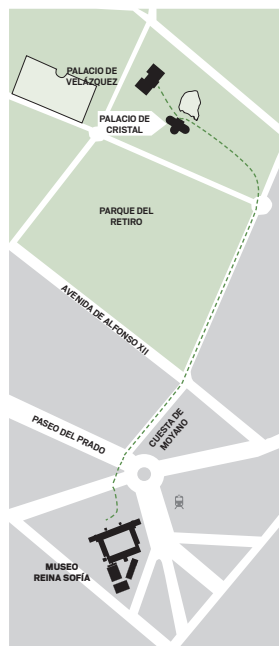 PALACIO DE
VELÁZQUEZ
PALACIO DE
CRISTAL
PARQUE DEL
RETIRO
AVENIDA DE ALFONSO XII
PASEO DEL PRADO
CUESTA DE
MOYANO
MUSEO
REINA SOFÍA